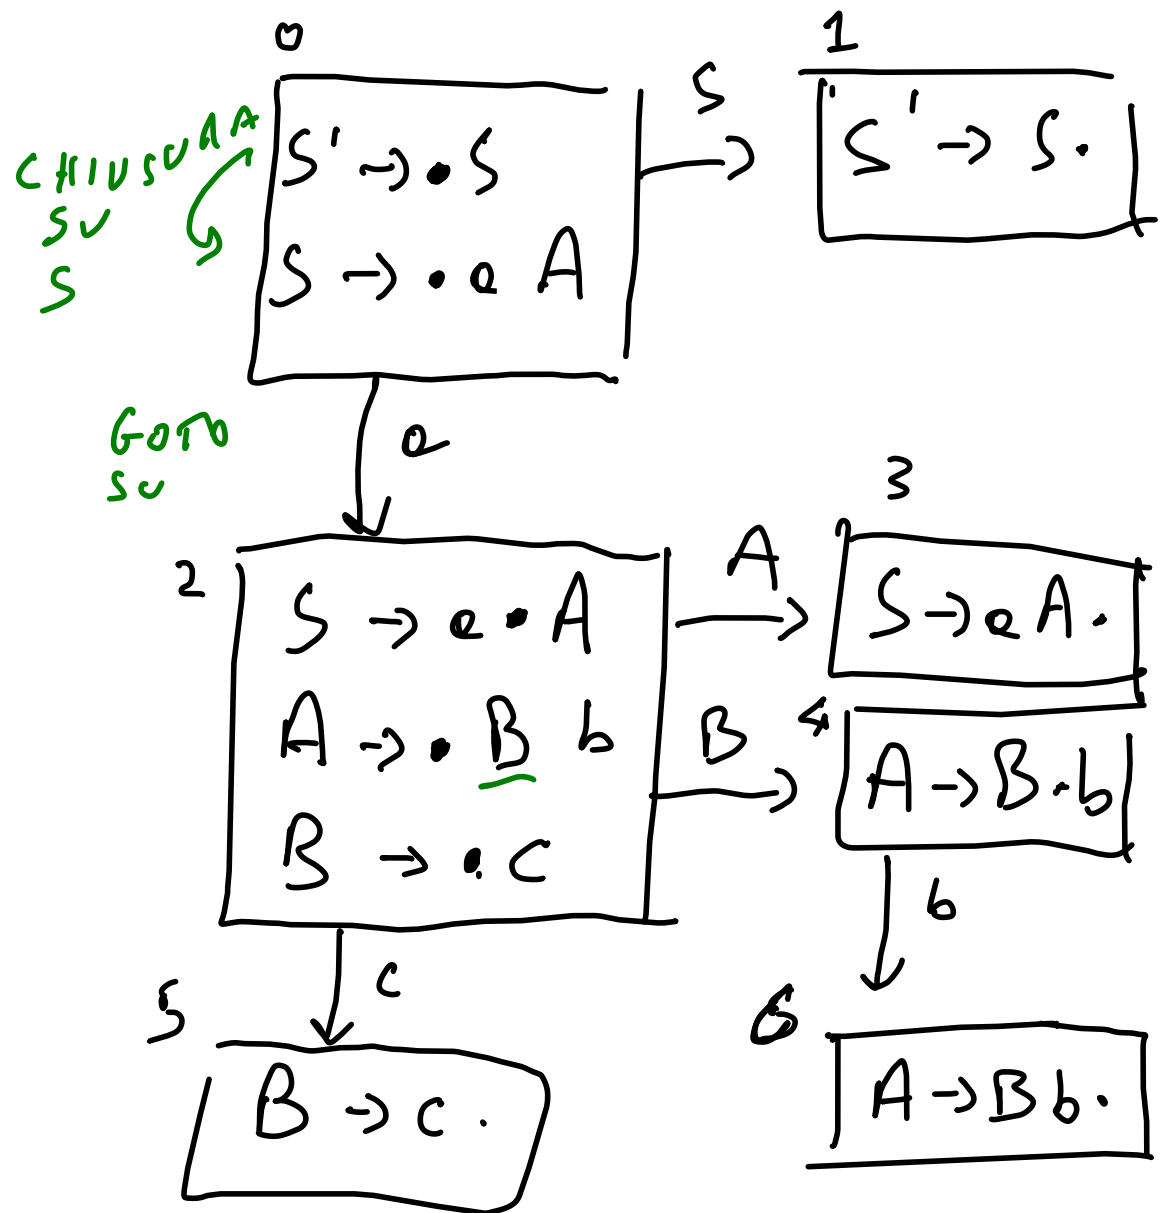 0
S' → . S
S → . a A
CHIUSURA
SU
S
S
1
S' → S .
a
GOTO
SU
2
S → a . A
A → . B b
B → . c
A
3
S → a A .
B
4
A → B . b
b
c
5
B → c .
6
A → B b .